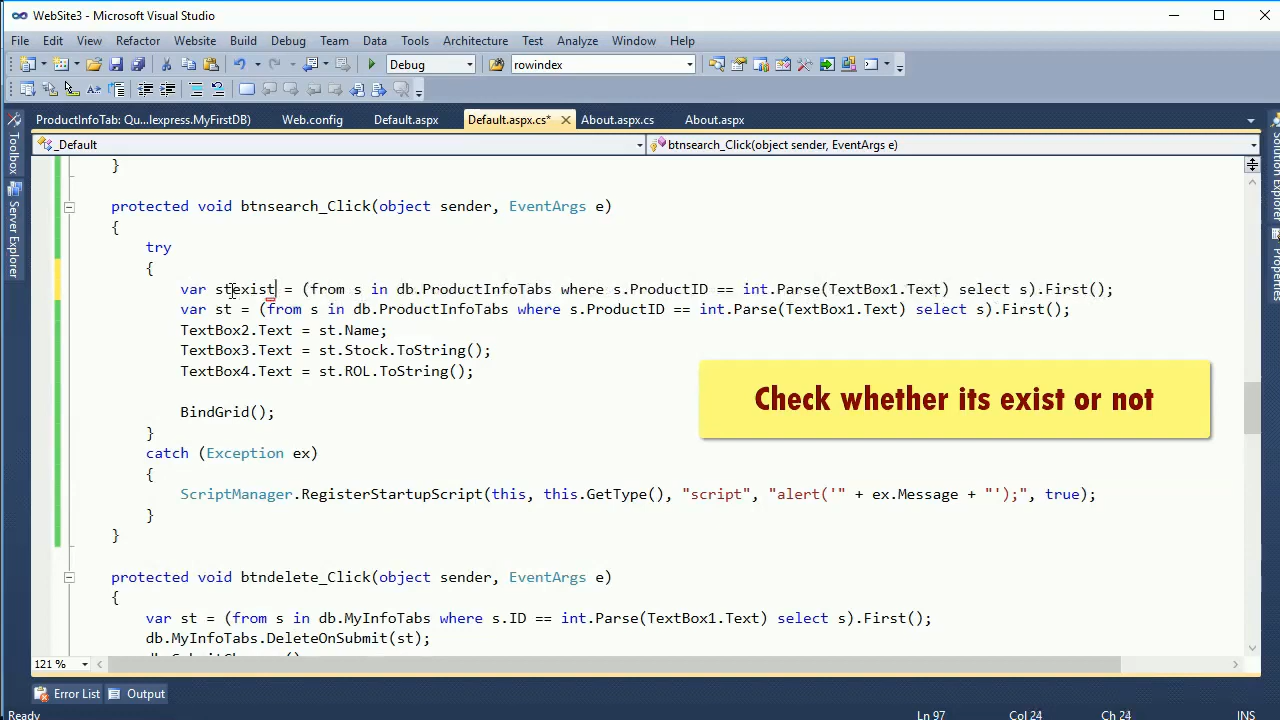 WebSite3 - Microsoft Visual Studio
File Edit View Refactor Website Build Debug Team Data Tools Architecture Test Analyze Window Help
Debug rowindex
ProductInfoTab: Qu...lexpress.MyFirstDB) Web.config Default.aspx Default.aspx.cs* About.aspx.cs About.aspx
_Default btnsearch_Click(object sender, EventArgs e)
Toolbox
Server Explorer
Solution Explorer
Properties
}
protected void btnsearch_Click(object sender, EventArgs e)
{
try
{
var stexist = (from s in db.ProductInfoTabs where s.ProductID == int.Parse(TextBox1.Text) select s).First();
var st = (from s in db.ProductInfoTabs where s.ProductID == int.Parse(TextBox1.Text) select s).First();
TextBox2.Text = st.Name;
TextBox3.Text = st.Stock.ToString();
TextBox4.Text = st.ROL.ToString();
Check whether its exist or not
BindGrid();
}
catch (Exception ex)
{
ScriptManager.RegisterStartupScript(this, this.GetType(), "script", "alert('" + ex.Message + "');", true);
}
}
protected void btndelete_Click(object sender, EventArgs e)
{
var st = (from s in db.MyInfoTabs where s.ID == int.Parse(TextBox1.Text) select s).First();
db.MyInfoTabs.DeleteOnSubmit(st);
121 %
Error List Output
Ready Ln 97 Col 24 Ch 24 INS